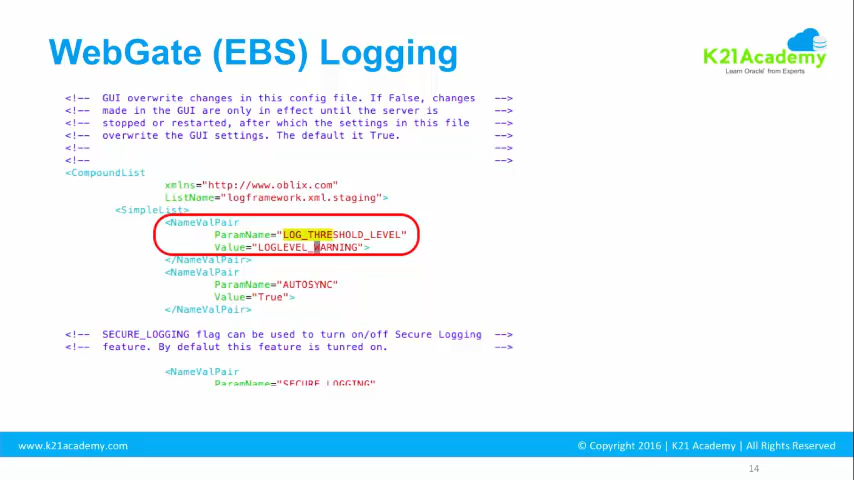 WebGate (EBS) Logging
K21Academy
Learn Oracle* from Experts
<!-- GUI overwrite changes in this config file. If False, changes -->
<!-- made in the GUI are only in effect until the server is -->
<!-- stopped or restarted, after which the settings in this file -->
<!-- overwrite the GUI settings. The default it True. -->
<!-- -->
<!-- -->
<CompoundList
xmlns="http://www.oblix.com"
ListName="logframework.xml.staging">
<SimpleList>
<NameValPair
ParamName="LOG_THRESHOLD_LEVEL"
Value="LOGLEVEL_WARNING">
</NameValPair>
<NameValPair
ParamName="AUTOSYNC"
Value="True">
</NameValPair>
<!-- SECURE_LOGGING flag can be used to turn on/off Secure Logging -->
<!-- feature. By defalut this feature is tunred on. -->
<NameValPair
ParamName="SECURE_LOGGING"
www.k21academy.com
© Copyright 2016 | K21 Academy | All Rights Reserved
14